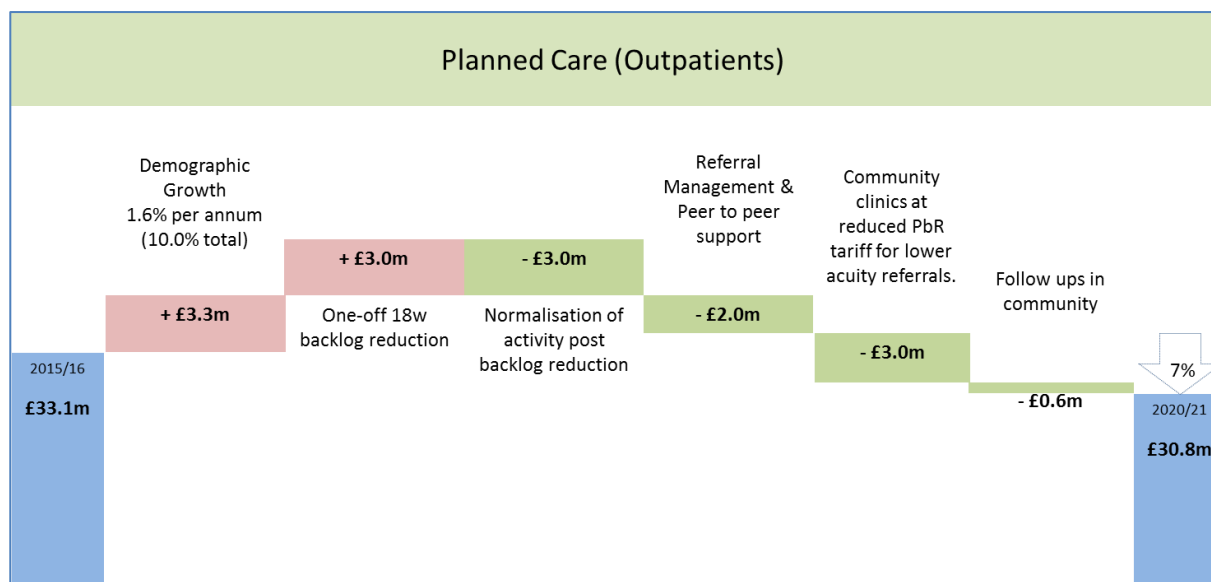 Planned Care (Outpatients)
Demographic
Growth
1.6% per annum
(10.0% total)
+ £3.3m
+ £3.0m
One-off 18w
backlog reduction
- £3.0m
Normalisation of
activity post
backlog reduction
Referral
Management &
Peer to peer
support
- £2.0m
Community
clinics at
reduced PbR
tariff for lower
acuity referrals.
- £3.0m
Follow ups in
community
- £0.6m
2015/16
£33.1m
7%
2020/21
£30.8m